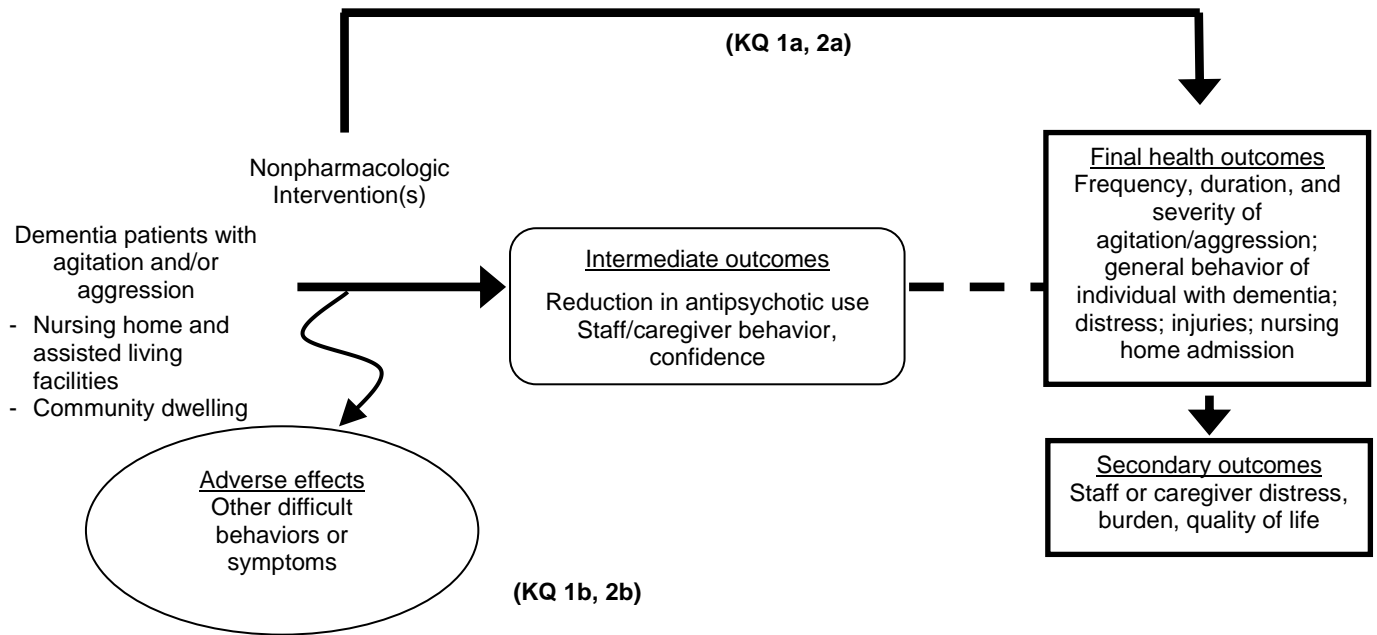 (KQ 1a, 2a)
Nonpharmacologic
Intervention(s)
Dementia patients with
agitation and/or
aggression
- Nursing home and
assisted living
facilities
- Community dwelling
Intermediate outcomes
Reduction in antipsychotic use
Staff/caregiver behavior,
confidence
Final health outcomes
Frequency, duration, and
severity of
agitation/aggression;
general behavior of
individual with dementia;
distress; injuries; nursing
home admission
Secondary outcomes
Staff or caregiver distress,
burden, quality of life
Adverse effects
Other difficult
behaviors or
symptoms
(KQ 1b, 2b)